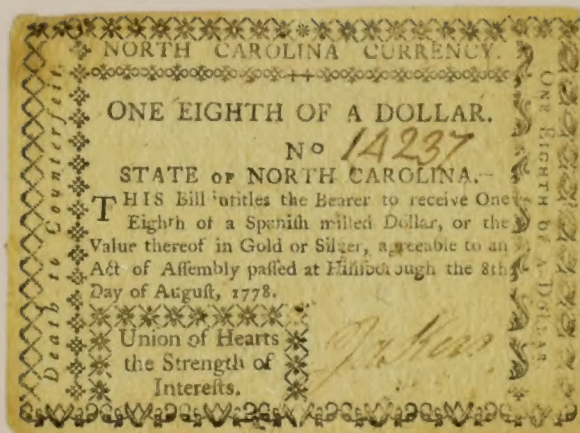 NORTH CAROLINA CURRENCY.
ONE EIGHTH OF A DOLLAR.
No 14237
STATE OF NORTH CAROLINA.
THIS Bill intitles the Bearer to receive One
Eighth of a Spanish milled Dollar, or the
Value thereof in Gold or Silver, agreeable to an
Act of Aſſembly paſſed at Hillſborough the 8th
Day of Auguſt, 1778.
Union of Hearts
the Strength of
Intereſts.
Death to Counterfeit.
ONE EIGHTH OF A DOLLAR.